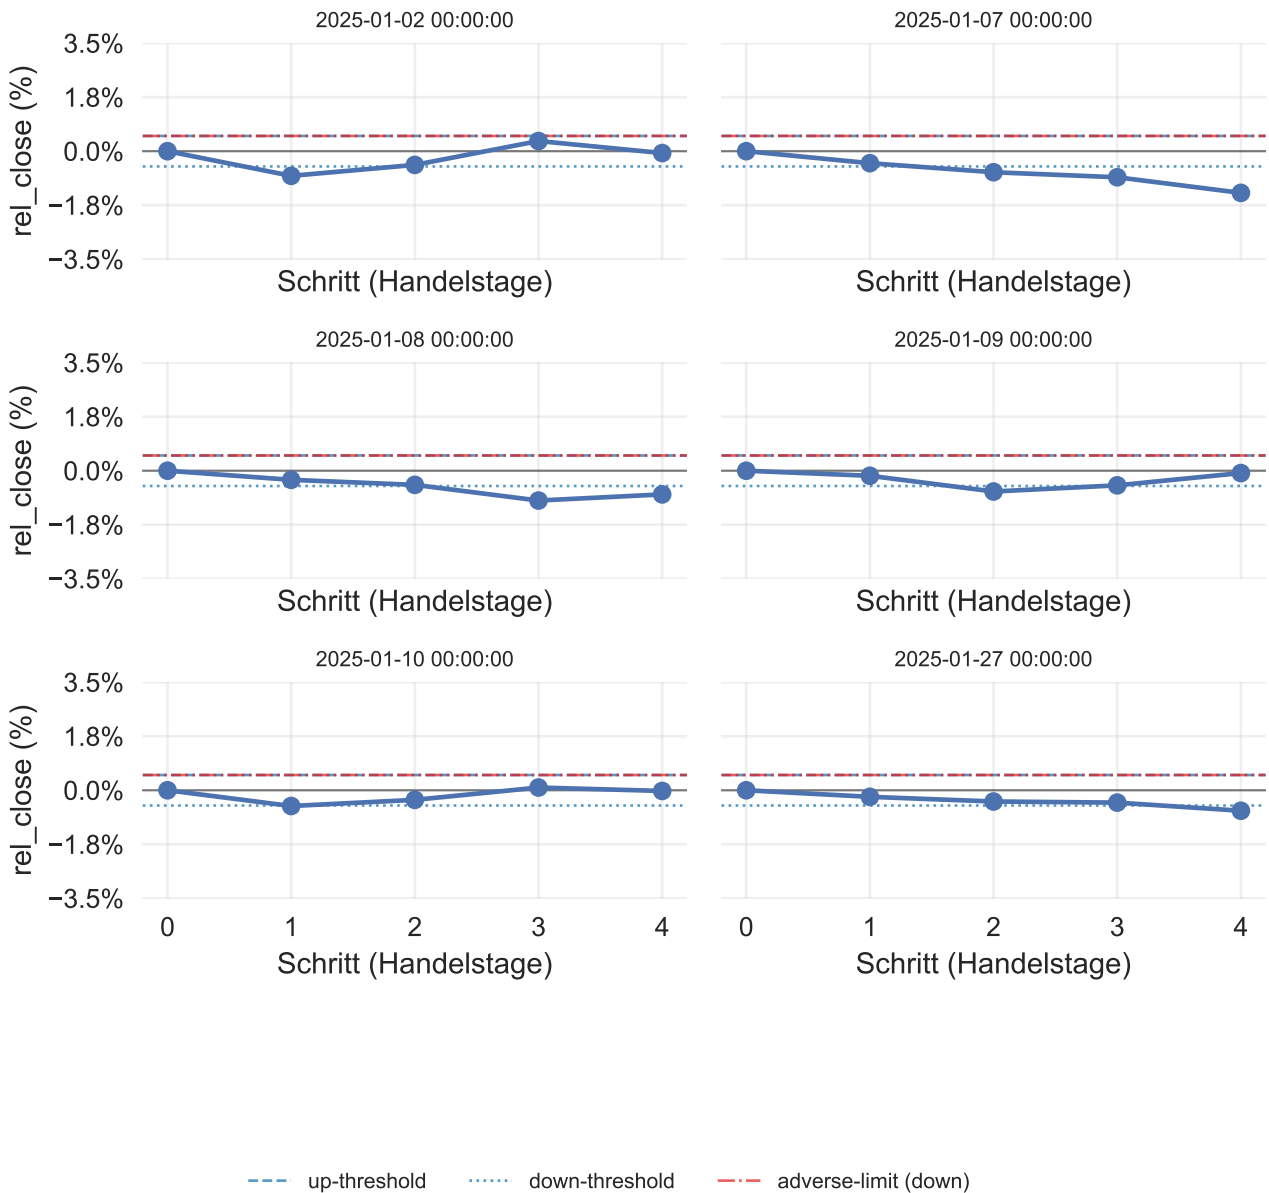 2025-01-02 00:00:00
2025-01-07 00:00:00
3.5%
1.8%
0.0%
−1.8%
−3.5%
rel_close (%)
Schritt (Handelstage)
Schritt (Handelstage)
2025-01-08 00:00:00
2025-01-09 00:00:00
3.5%
1.8%
0.0%
−1.8%
−3.5%
rel_close (%)
Schritt (Handelstage)
Schritt (Handelstage)
2025-01-10 00:00:00
2025-01-27 00:00:00
3.5%
1.8%
0.0%
−1.8%
−3.5%
rel_close (%)
0 1 2 3 4
0 1 2 3 4
Schritt (Handelstage)
Schritt (Handelstage)
up-threshold
down-threshold
adverse-limit (down)